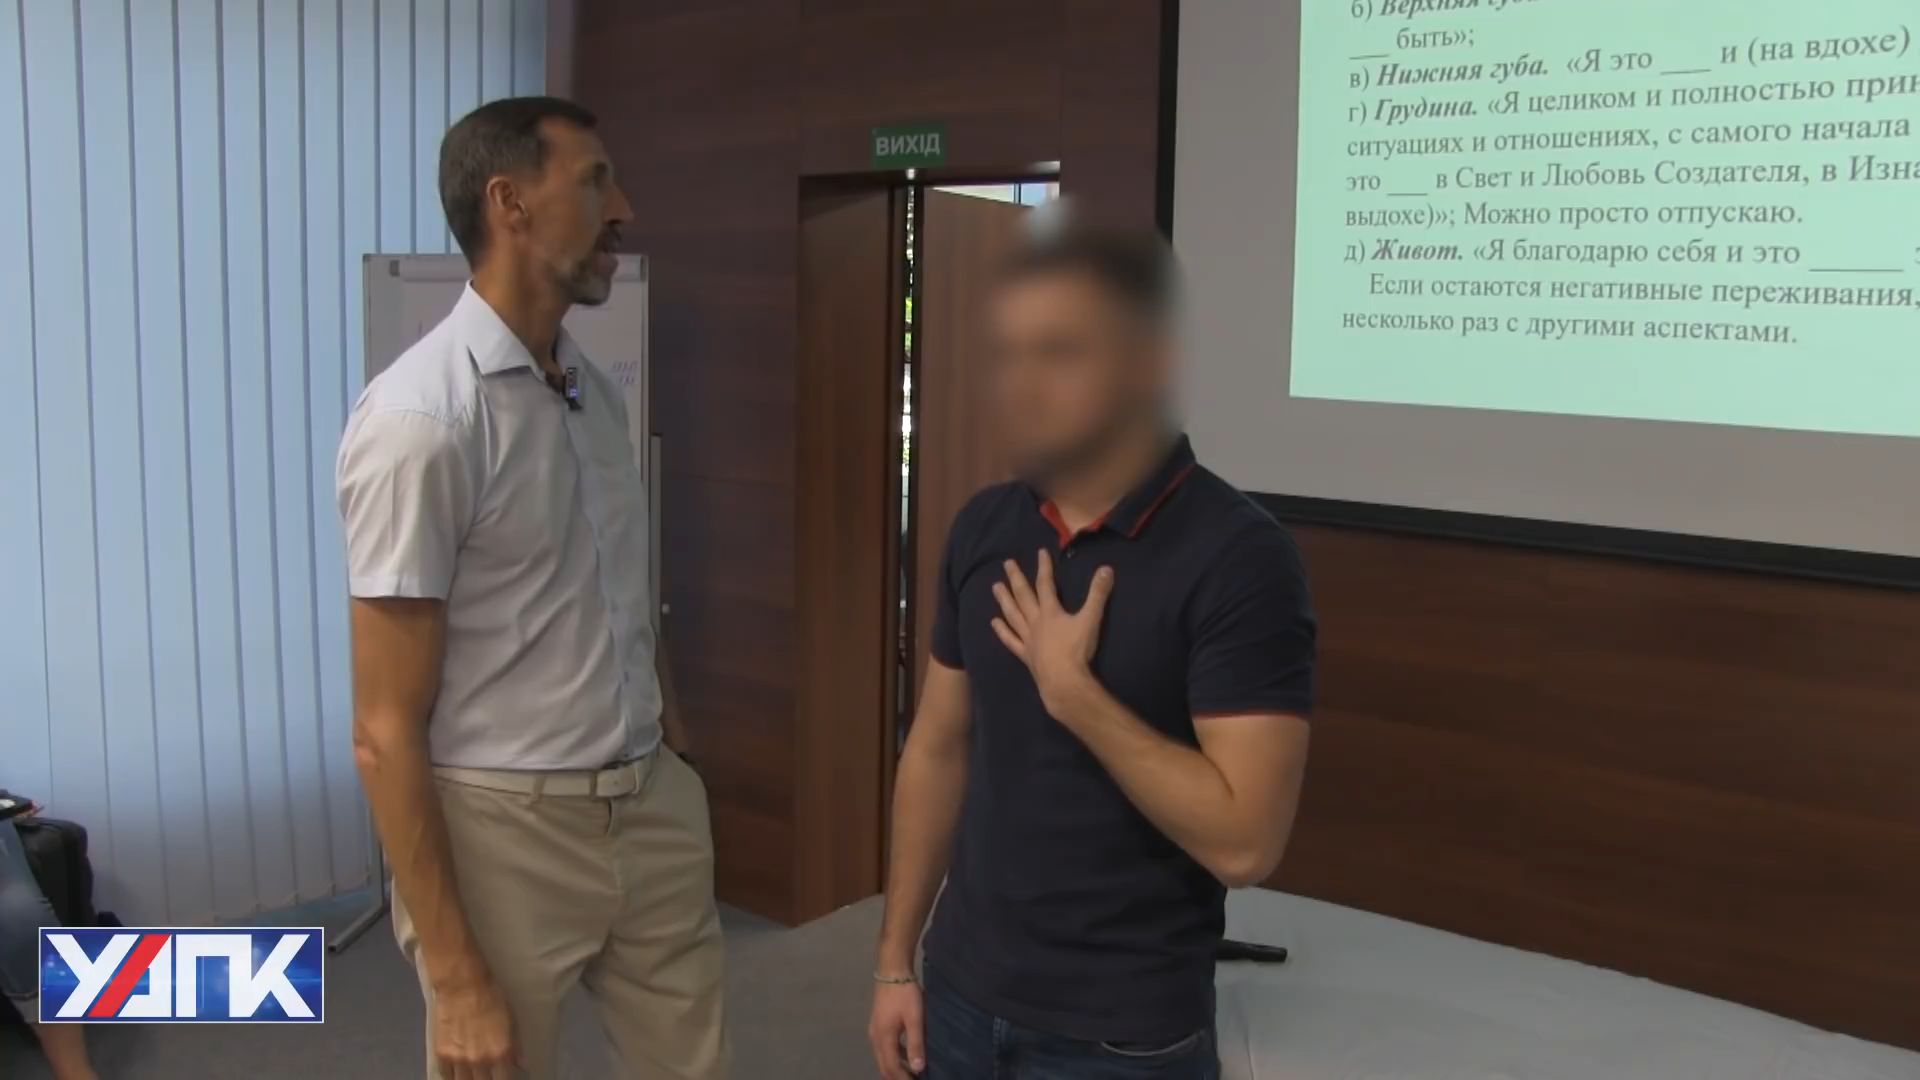 б) Верхняя губа.
___ быть»;
в) Нижняя губа. «Я это ___ и (на вдохе)
г) Грудина. «Я целиком и полностью прин
ситуациях и отношениях, с самого начала
это ___ в Свет и Любовь Создателя, в Изна
выдохе)»; Можно просто отпускаю.
д) Живот. «Я благодарю себя и это ______ з
Если остаются негативные переживания,
несколько раз с другими аспектами.
ВИХІД
УДПК